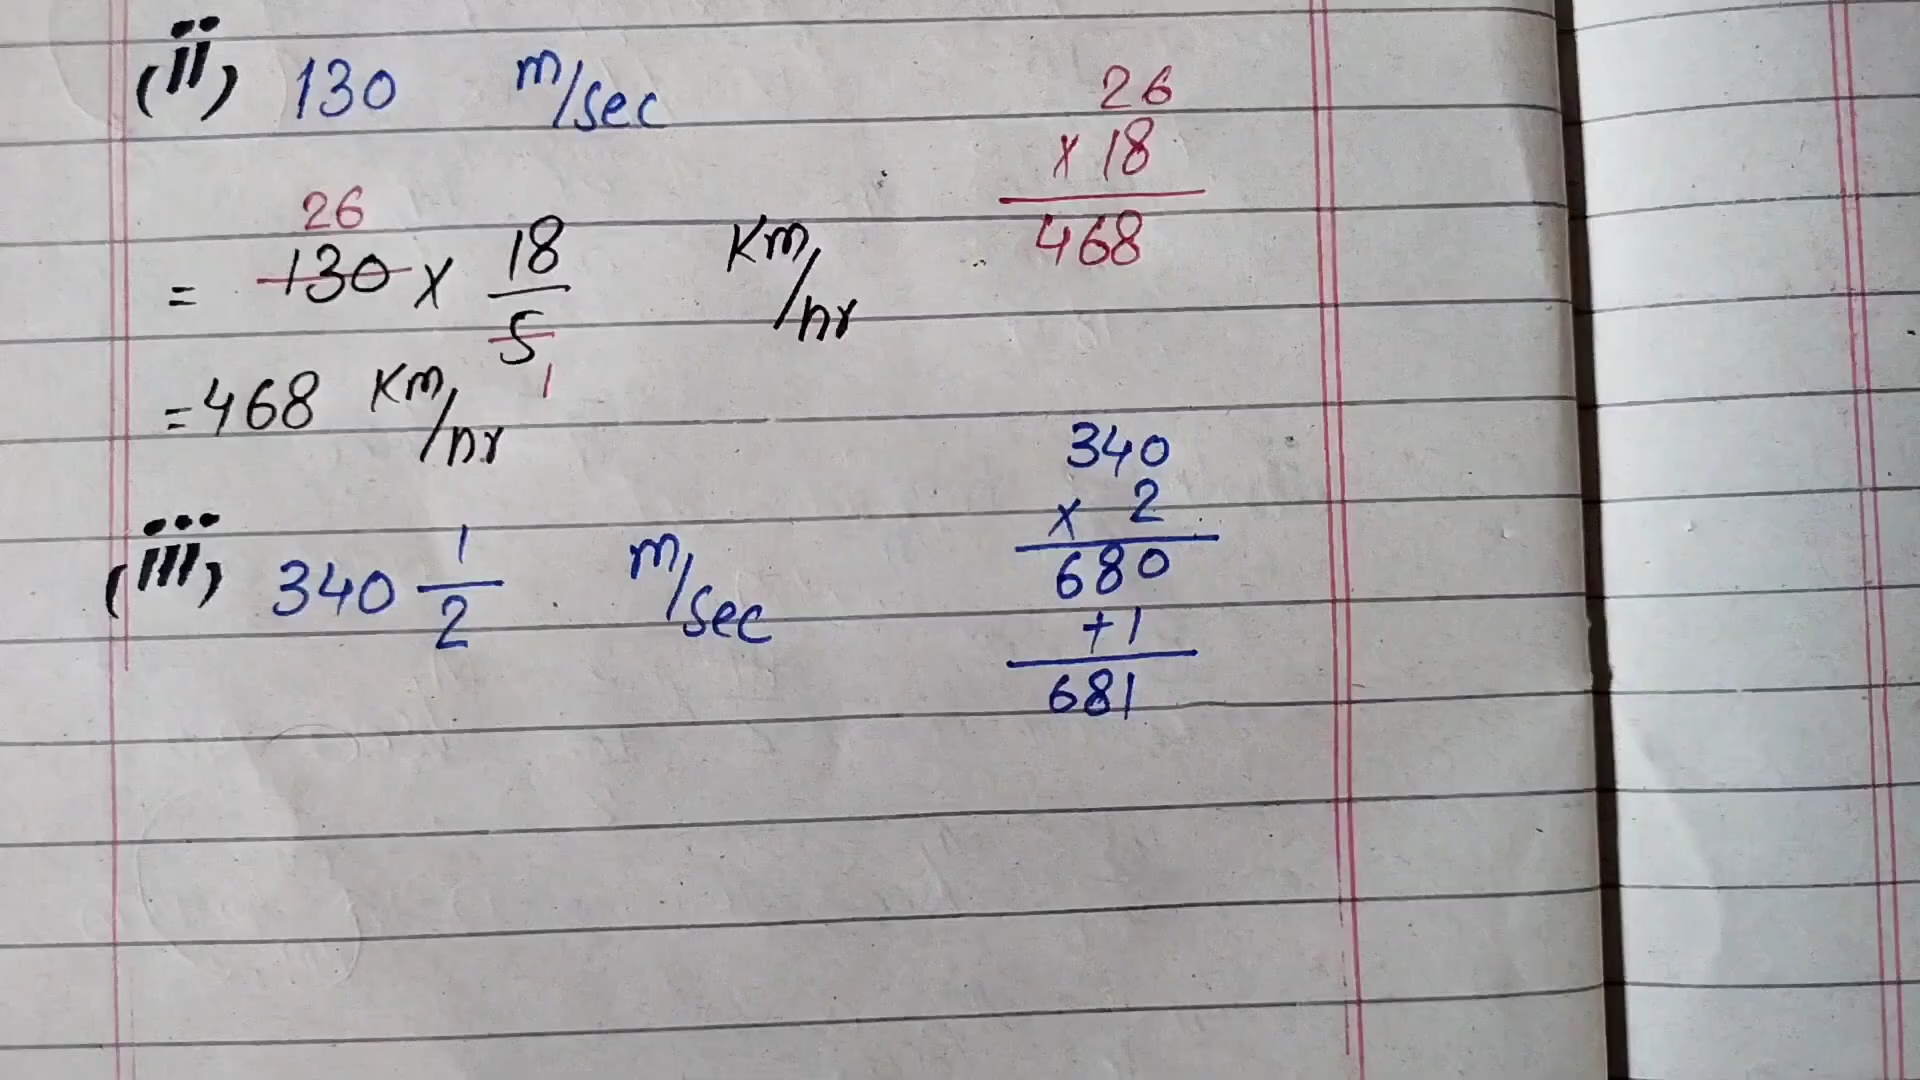 (ii) 130 m/sec
26
= 130 x 18/5 Km/hr
1
=468 Km/hr
26
x 18
468
(iii) 340 1/2 m/sec
340
x 2
680
+1
681